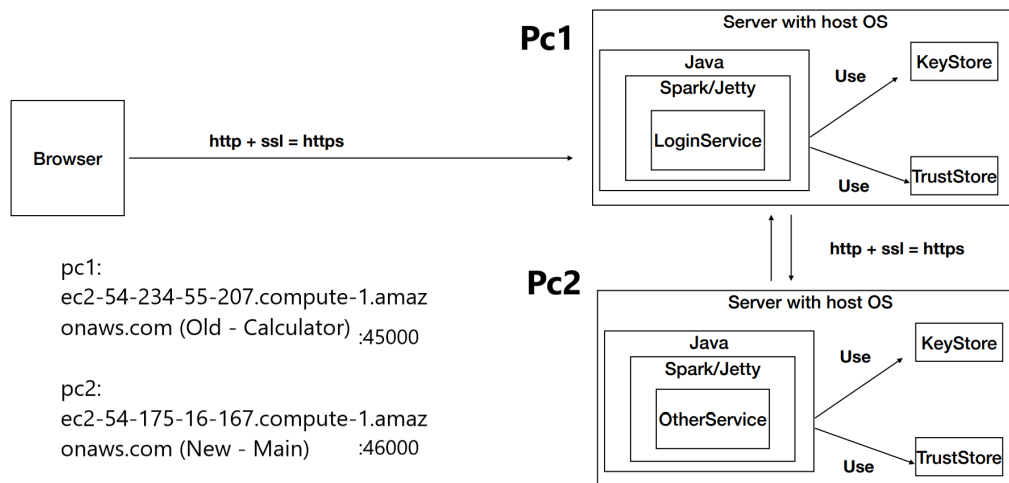 Pc1
Server with host OS
Java
Spark/Jetty
LoginService
Use
KeyStore
Use
TrustStore
Browser
http + ssl = https
http + ssl = https
pc1:
ec2-54-234-55-207.compute-1.amaz
onaws.com (Old - Calculator) :45000
pc2:
ec2-54-175-16-167.compute-1.amaz
onaws.com (New - Main) :46000
Pc2
Server with host OS
Java
Spark/Jetty
OtherService
Use
KeyStore
Use
TrustStore